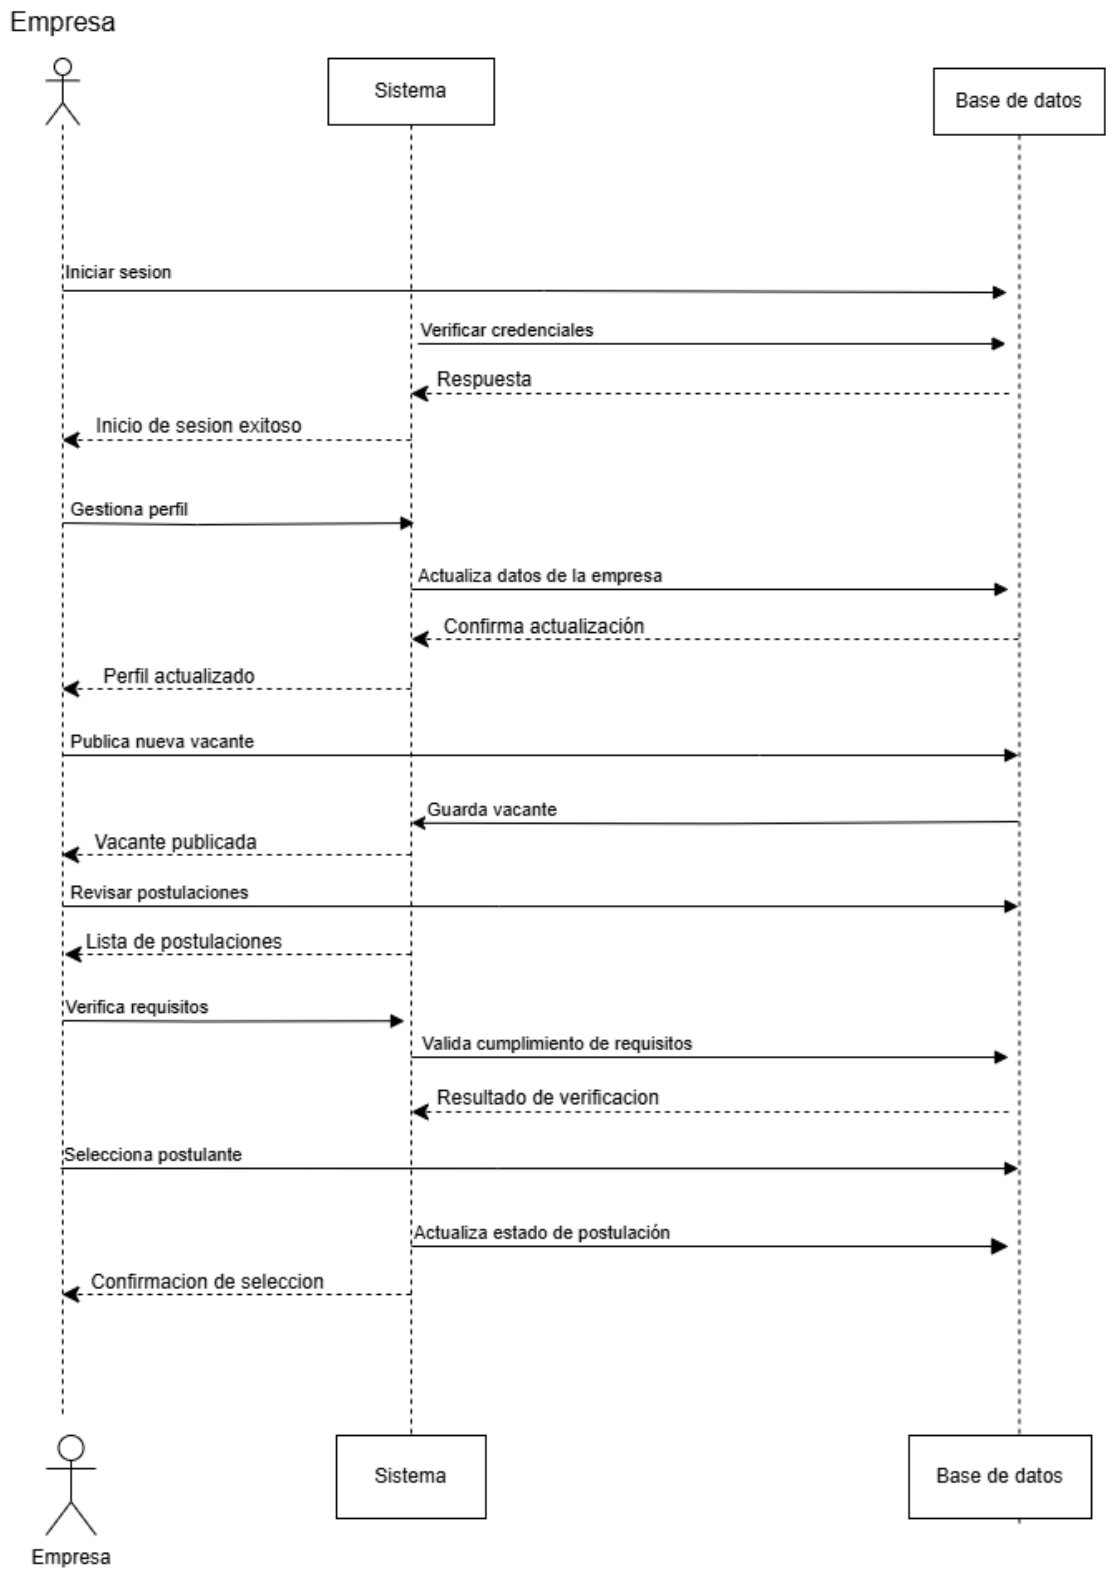 Empresa
Sistema
Base de datos
Iniciar sesion
Verificar credenciales
Respuesta
Inicio de sesion exitoso
Gestiona perfil
Actualiza datos de la empresa
Confirma actualización
Perfil actualizado
Publica nueva vacante
Guarda vacante
Vacante publicada
Revisar postulaciones
Lista de postulaciones
Verifica requisitos
Valida cumplimiento de requisitos
Resultado de verificacion
Selecciona postulante
Actualiza estado de postulación
Confirmacion de seleccion
Sistema
Base de datos
Empresa